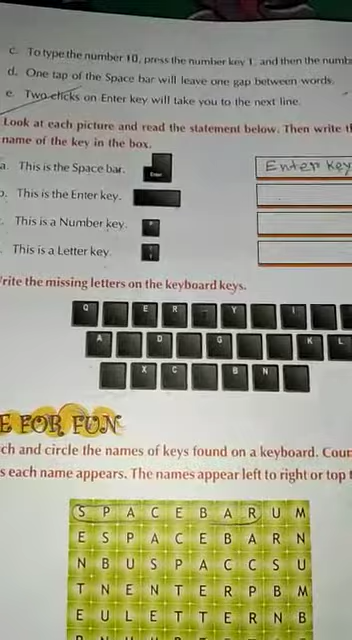 c. To type the number 10, press the number key 1, and then the numb
d. One tap of the Space bar will leave one gap between words.
e. Two clicks on Enter key will take you to the next line.
Look at each picture and read the statement below. Then write t
name of the key in the box.
a. This is the Space bar. Enter Enter key
This is the Enter key.
This is a Number key.
This is a Letter key
rite the missing letters on the keyboard keys.
Q E R Y I
A D G K L
X C B N
E FOR FUN
ch and circle the names of keys found on a keyboard. Coun
s each name appears. The names appear left to right or top
S P A C E B A R U M
E S P A C E B A R N
N B U S P A C C S U
T N E N T E R P B M
E U L E T T E R N B